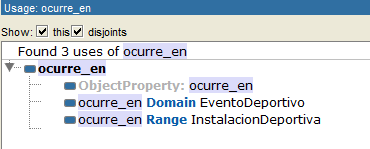 Usage: ocurre_en
Show: this disjoints
Found 3 uses of ocurre_en
ocurre_en
ObjectProperty: ocurre_en
ocurre_en Domain EventoDeportivo
ocurre_en Range InstalacionDeportiva